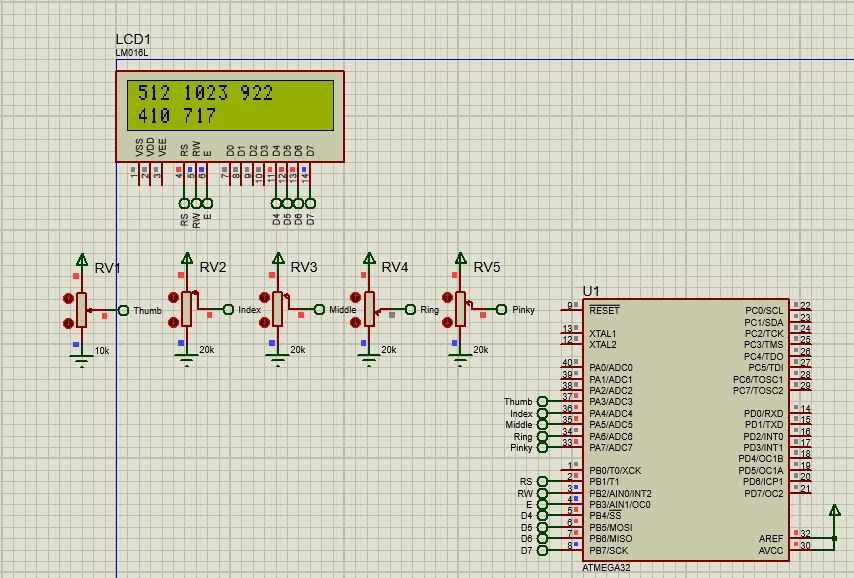 LCD1
LM016L
512 1023 922
410 717
VSS VDD VEE RS RW E D0 D1 D2 D3 D4 D5 D6 D7
1 2 3 4 5 6 7 8 9 10 11 12 13 14
RS RW E D4 D5 D6 D7
RV1 RV2 RV3 RV4 RV5
Thumb Index Middle Ring Pinky
10k 20k 20k 20k 20k
U1
9 RESET PC0/SCL 22
PC1/SDA 23
13 XTAL1 PC2/TCK 24
12 XTAL2 PC3/TMS 25
PC4/TDO 26
40 PA0/ADC0 PC5/TDI 27
39 PA1/ADC1 PC6/TOSC1 28
38 PA2/ADC2 PC7/TOSC2 29
Thumb 37 PA3/ADC3
Index 36 PA4/ADC4 PD0/RXD 14
Middle 35 PA5/ADC5 PD1/TXD 15
Ring 34 PA6/ADC6 PD2/INT0 16
Pinky 33 PA7/ADC7 PD3/INT1 17
PD4/OC1B 18
1 PB0/T0/XCK PD5/OC1A 19
RS 2 PB1/T1 PD6/ICP1 20
RW 3 PB2/AIN0/INT2 PD7/OC2 21
E 4 PB3/AIN1/OC0
D4 5 PB4/SS
D5 6 PB5/MOSI
D6 7 PB6/MISO AREF 32
D7 8 PB7/SCK AVCC 30
ATMEGA32